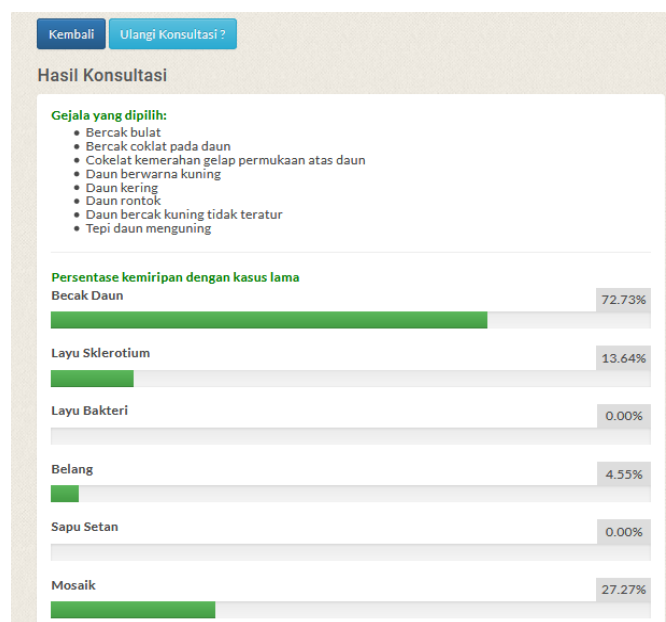 Kembali Ulangi Konsultasi ?
Hasil Konsultasi
Gejala yang dipilih:
• Bercak bulat
• Bercak coklat pada daun
• Cokelat kemerahan gelap permukaan atas daun
• Daun berwarna kuning
• Daun kering
• Daun rontok
• Daun bercak kuning tidak teratur
• Tepi daun menguning
Persentase kemiripan dengan kasus lama
Becak Daun 72.73%
Layu Sklerotium 13.64%
Layu Bakteri 0.00%
Belang 4.55%
Sapu Setan 0.00%
Mosaik 27.27%